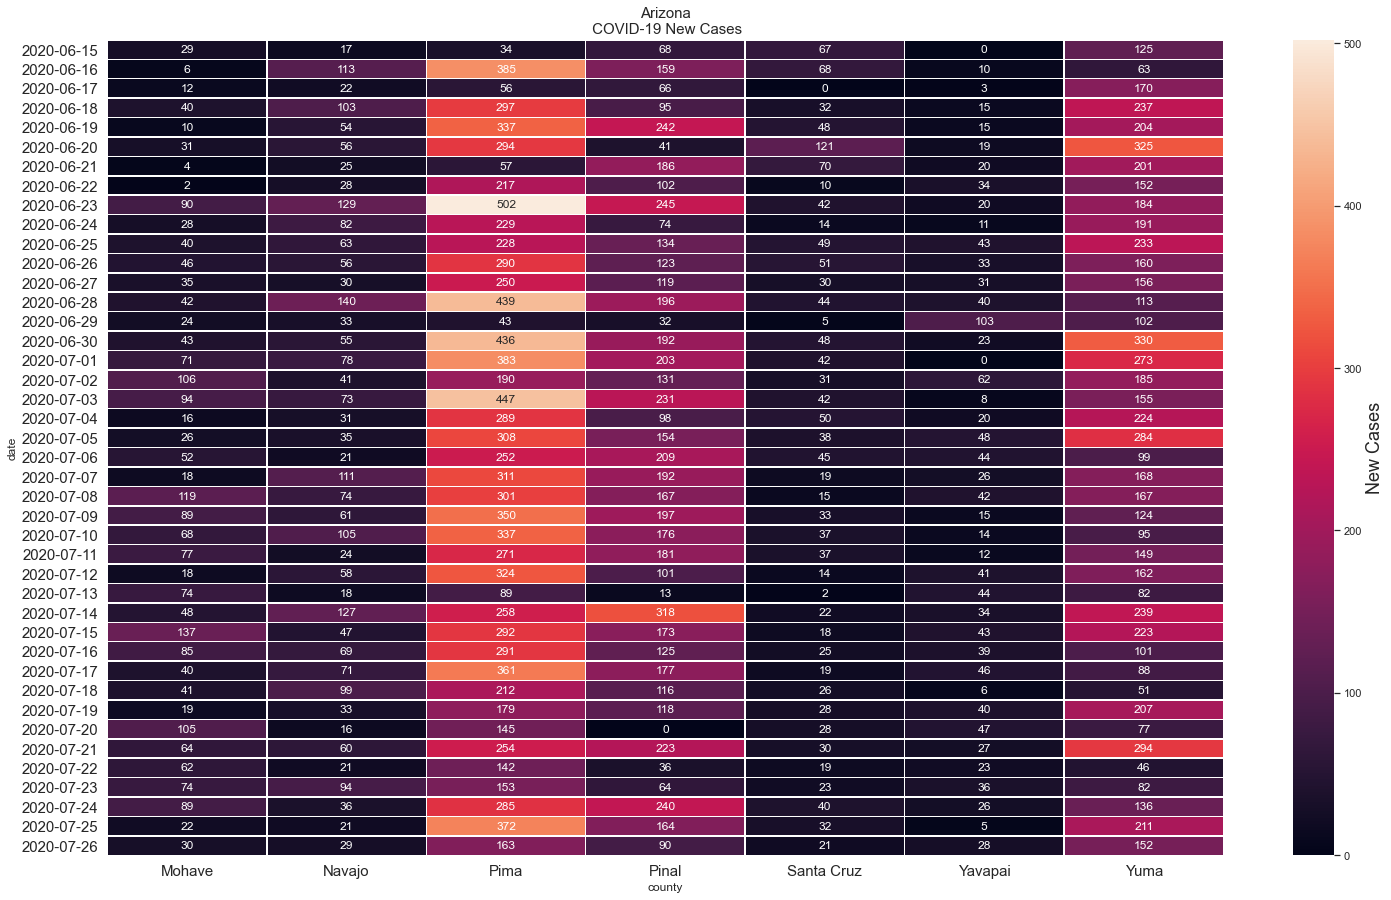 Arizona
COVID-19 New Cases
2020-06-15 29 17 34 68 67 0 125
2020-06-16 6 113 385 159 68 10 63
2020-06-17 12 22 56 66 0 3 170
2020-06-18 40 103 297 95 32 15 237
2020-06-19 10 54 337 242 48 15 204
2020-06-20 31 56 294 41 121 19 325
2020-06-21 4 25 57 186 70 20 201
2020-06-22 2 28 217 102 10 34 152
2020-06-23 90 129 502 245 42 20 184
2020-06-24 28 82 229 74 14 11 191
2020-06-25 40 63 228 134 49 43 233
2020-06-26 46 56 290 123 51 33 160
2020-06-27 35 30 250 119 30 31 156
2020-06-28 42 140 439 196 44 40 113
2020-06-29 24 33 43 32 5 103 102
2020-06-30 43 55 436 192 48 23 330
2020-07-01 71 78 383 203 42 0 273
2020-07-02 106 41 190 131 31 62 185
2020-07-03 94 73 447 231 42 8 155
2020-07-04 16 31 289 98 50 20 224
2020-07-05 26 35 308 154 38 48 284
2020-07-06 52 21 252 209 45 44 99
2020-07-07 18 111 311 192 19 26 168
2020-07-08 119 74 301 167 15 42 167
2020-07-09 89 61 350 197 33 15 124
2020-07-10 68 105 337 176 37 14 95
2020-07-11 77 24 271 181 37 12 149
2020-07-12 18 58 324 101 14 41 162
2020-07-13 74 18 89 13 2 44 82
2020-07-14 48 127 258 318 22 34 239
2020-07-15 137 47 292 173 18 43 223
2020-07-16 85 69 291 125 25 39 101
2020-07-17 40 71 361 177 19 46 88
2020-07-18 41 99 212 116 26 6 51
2020-07-19 19 33 179 118 28 40 207
2020-07-20 105 16 145 0 28 47 77
2020-07-21 64 60 254 223 30 27 294
2020-07-22 62 21 142 36 19 23 46
2020-07-23 74 94 153 64 23 36 82
2020-07-24 89 36 285 240 40 26 136
2020-07-25 22 21 372 164 32 5 211
2020-07-26 30 29 163 90 21 28 152
Mohave Navajo Pima Pinal Santa Cruz Yavapai Yuma
county
date
500
400
300
200
100
0
New Cases